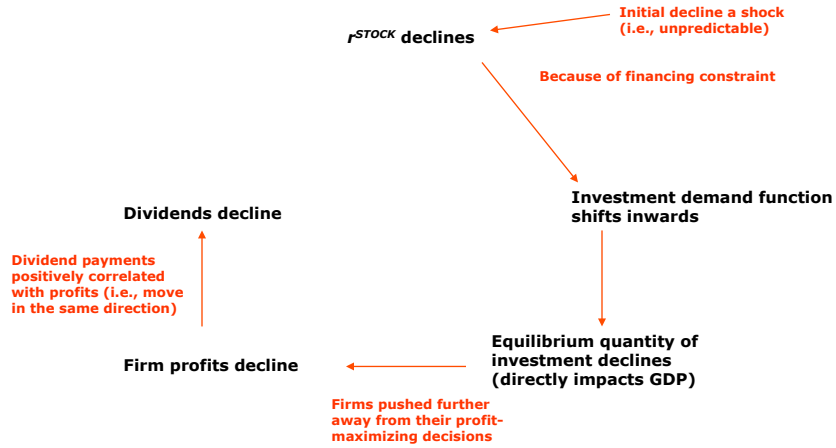 Initial decline a shock
(i.e., unpredictable)
r^STOCK declines
Because of financing constraint
Investment demand function
shifts inwards
Dividends decline
Dividend payments
positively correlated
with profits (i.e., move
in the same direction)
Equilibrium quantity of
investment declines
(directly impacts GDP)
Firm profits decline
Firms pushed further
away from their profit-
maximizing decisions